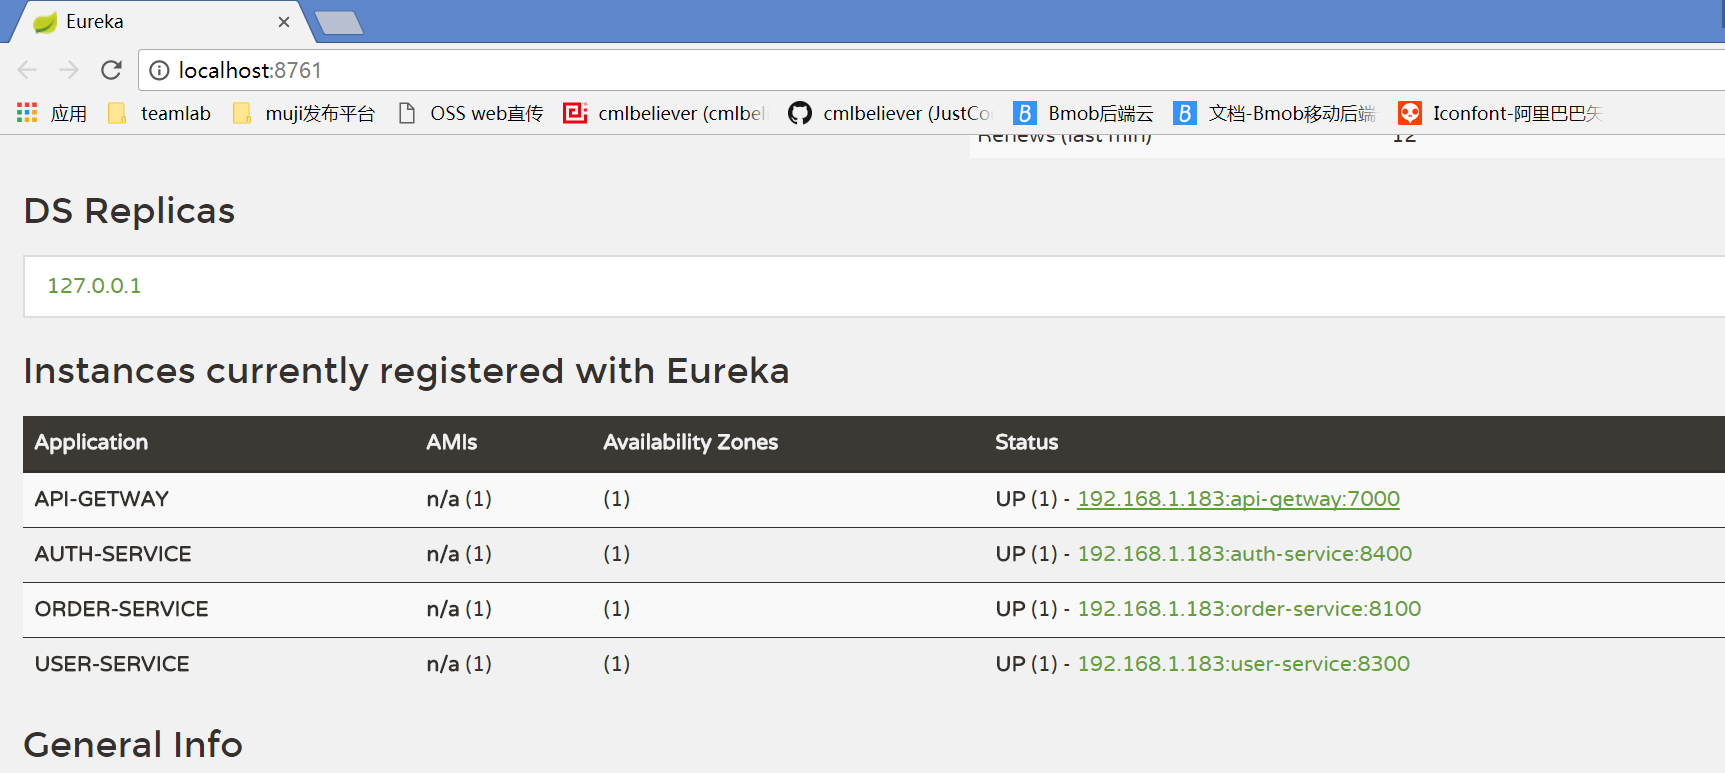 Eureka
localhost:8761
应用 teamlab muji发布平台 OSS web直传 cmlbeliever (cmlbel cmlbeliever (JustCo Bmob后端云 文档-Bmob移动后端 Iconfont-阿里巴巴矢
Renews (last min) 12
DS Replicas
127.0.0.1
Instances currently registered with Eureka
Application AMIs Availability Zones Status
API-GETWAY n/a (1) (1) UP (1) - 192.168.1.183:api-getway:7000
AUTH-SERVICE n/a (1) (1) UP (1) - 192.168.1.183:auth-service:8400
ORDER-SERVICE n/a (1) (1) UP (1) - 192.168.1.183:order-service:8100
USER-SERVICE n/a (1) (1) UP (1) - 192.168.1.183:user-service:8300
General Info